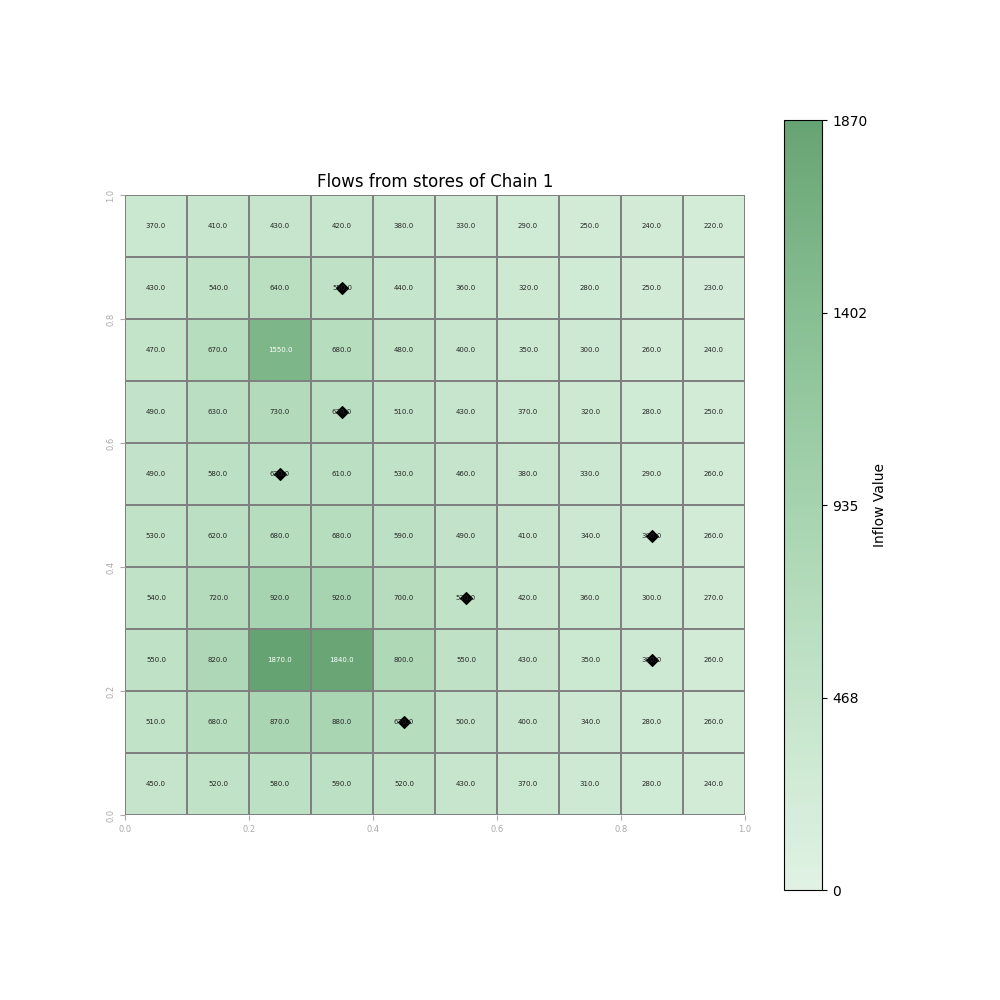 Flows from stores of Chain 1
1.0
370.0 410.0 430.0 420.0 380.0 330.0 290.0 250.0 240.0 220.0
430.0 540.0 640.0 440.0 360.0 320.0 280.0 250.0 230.0
0.8
470.0 670.0 1550.0 680.0 480.0 400.0 350.0 300.0 260.0 240.0
490.0 630.0 730.0 510.0 430.0 370.0 320.0 280.0 250.0
0.6
490.0 580.0 610.0 530.0 460.0 380.0 330.0 290.0 260.0
530.0 620.0 680.0 680.0 590.0 490.0 410.0 340.0 260.0
0.4
540.0 720.0 920.0 920.0 700.0 420.0 360.0 300.0 270.0
550.0 820.0 1870.0 1840.0 800.0 550.0 430.0 350.0 260.0
0.2
510.0 680.0 870.0 880.0 500.0 400.0 340.0 280.0 260.0
450.0 520.0 580.0 590.0 520.0 430.0 370.0 310.0 280.0 240.0
0.0
0.0 0.2 0.4 0.6 0.8 1.0
1870
1402
935
468
0
Inflow Value